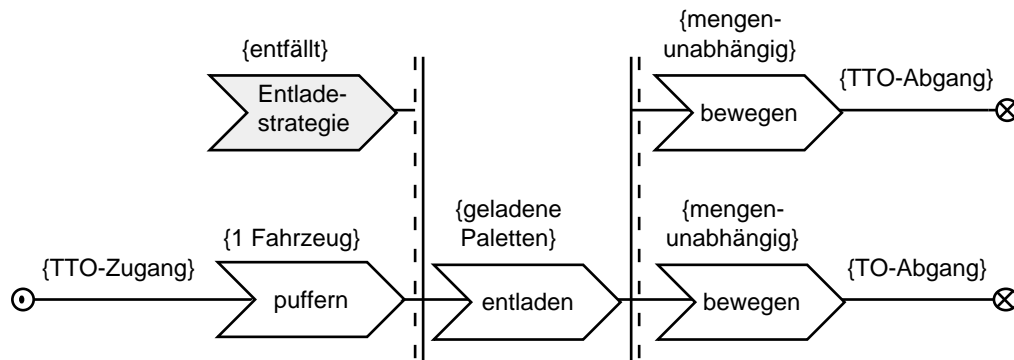 {entfällt}
Entlade-
strategie
{mengen-
unabhängig}
bewegen
{TTO-Abgang}
{TTO-Zugang}
{1 Fahrzeug}
puffern
{geladene
Paletten}
entladen
{mengen-
unabhängig}
bewegen
{TO-Abgang}